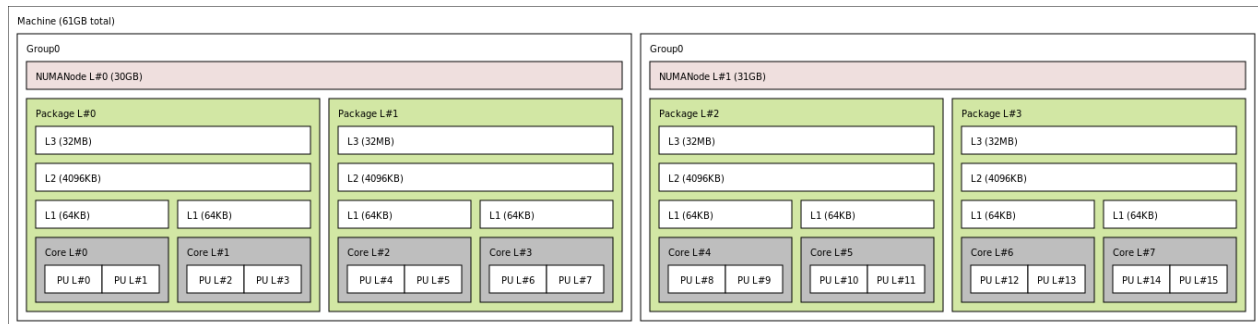 Machine (61GB total)
Group0
NUMANode L#0 (30GB)
Package L#0
L3 (32MB)
L2 (4096KB)
L1 (64KB)
L1 (64KB)
Core L#0
PU L#0
PU L#1
Core L#1
PU L#2
PU L#3
Package L#1
L3 (32MB)
L2 (4096KB)
L1 (64KB)
L1 (64KB)
Core L#2
PU L#4
PU L#5
Core L#3
PU L#6
PU L#7
Group0
NUMANode L#1 (31GB)
Package L#2
L3 (32MB)
L2 (4096KB)
L1 (64KB)
L1 (64KB)
Core L#4
PU L#8
PU L#9
Core L#5
PU L#10
PU L#11
Package L#3
L3 (32MB)
L2 (4096KB)
L1 (64KB)
L1 (64KB)
Core L#6
PU L#12
PU L#13
Core L#7
PU L#14
PU L#15